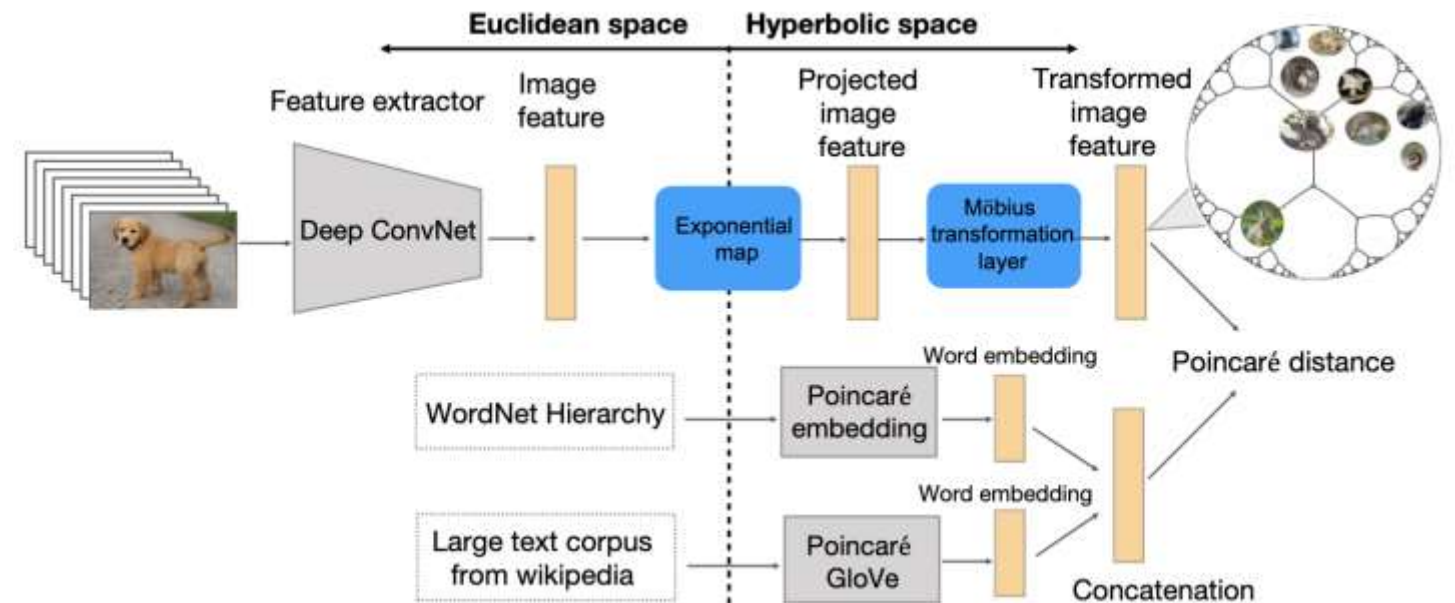 Euclidean space
Hyperbolic space
Feature extractor
Image
feature
Projected
image
feature
Transformed
image
feature
Deep ConvNet
Exponential
map
Möbius
transformation
layer
Word embedding
Poincaré distance
WordNet Hierarchy
Poincaré
embedding
Word embedding
Large text corpus
from wikipedia
Poincaré
GloVe
Concatenation